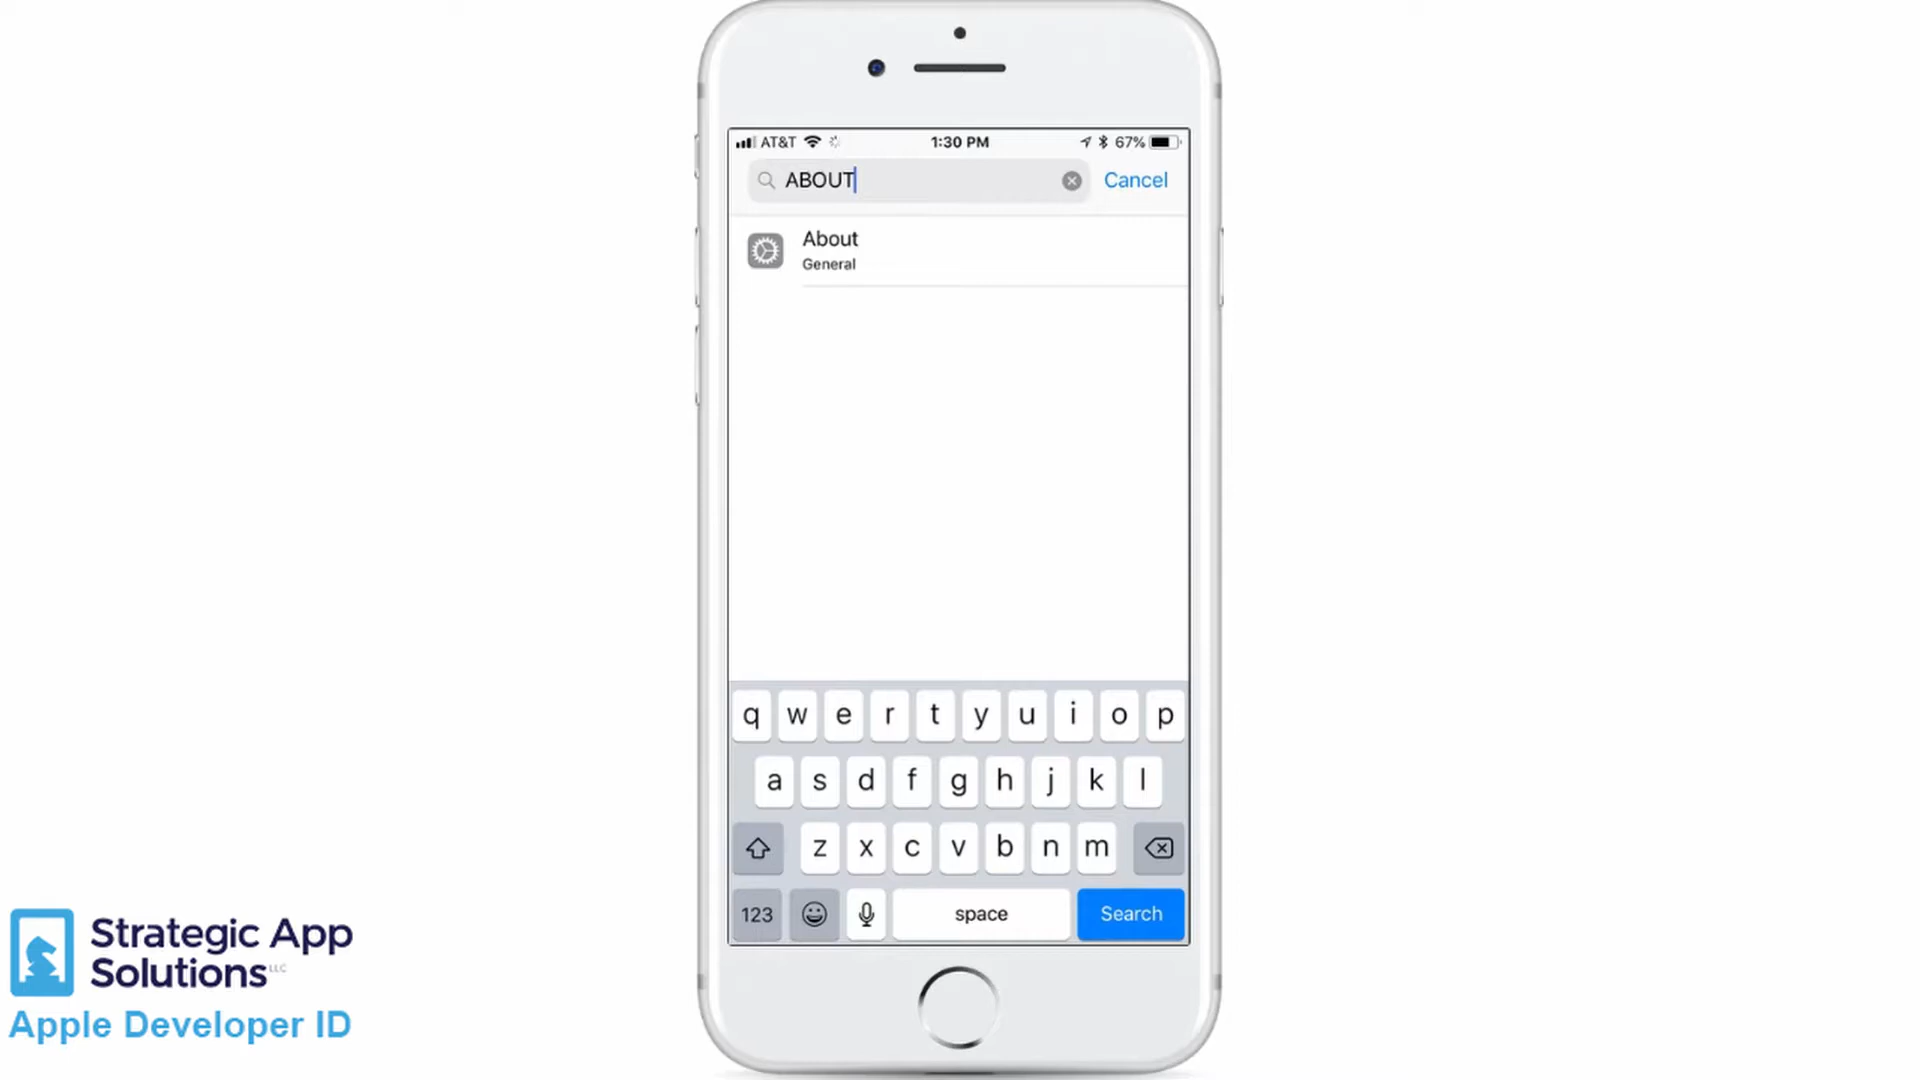 AT&T 1:30 PM 67%
ABOUT Cancel
About
General
q w e r t y u i o p
a s d f g h j k l
z x c v b n m
123 space Search
Strategic App
Solutions LLC
Apple Developer ID